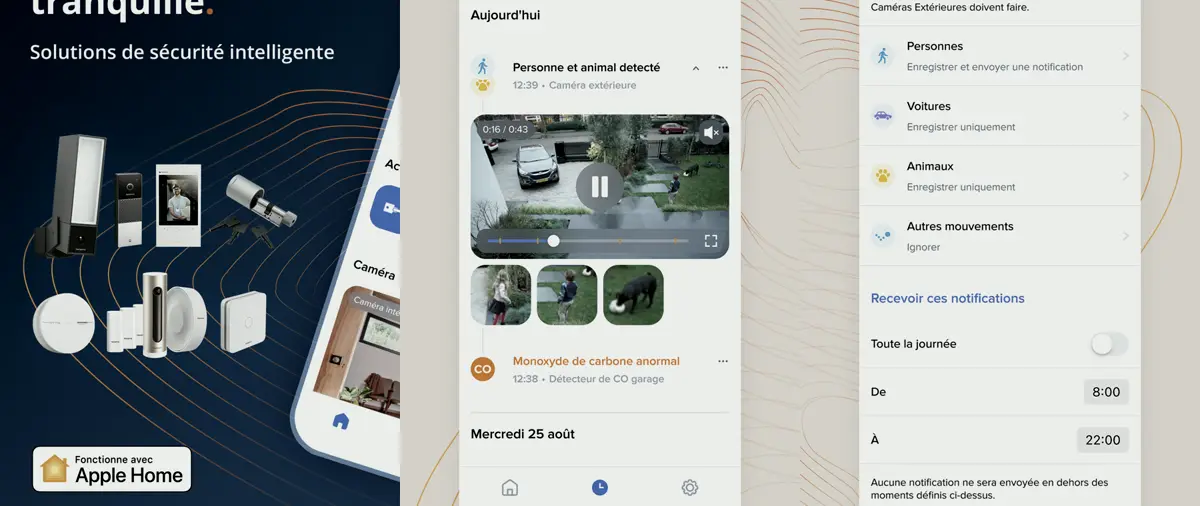 tranquille.
Solutions de sécurité intelligente
Ac
Caméra
Caméra inté
Fonctionne avec
Apple Home
Aujourd'hui
Personne et animal detecté
12:39 • Caméra extérieure
0:16 / 0:43
CO
Monoxyde de carbone anormal
12:38 • Détecteur de CO garage
Mercredi 25 août
Caméras Extérieures doivent faire.
Personnes
Enregistrer et envoyer une notification
Voitures
Enregistrer uniquement
Animaux
Enregistrer uniquement
Autres mouvements
Ignorer
Recevoir ces notifications
Toute la journée
De
8:00
À
22:00
Aucune notification ne sera envoyée en dehors des
moments définis ci-dessus.